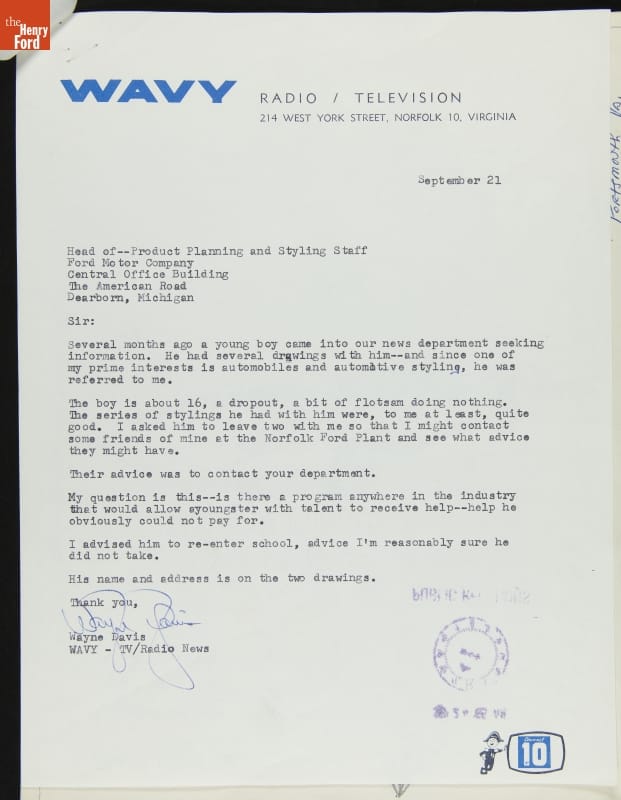 the
Henry
Ford
WAVY RADIO / TELEVISION
214 WEST YORK STREET, NORFOLK 10, VIRGINIA
September 21
Head of--Product Planning and Styling Staff
Ford Motor Company
Central Office Building
The American Road
Dearborn, Michigan
Sir:
Several months ago a young boy came into our news department seeking
information. He had several drawings with him--and since one of
my prime interests is automobiles and automotive styling, he was
referred to me.
The boy is about 16, a dropout, a bit of flotsam doing nothing.
The series of stylings he had with him were, to me at least, quite
good. I asked him to leave two with me so that I might contact
some friends of mine at the Norfolk Ford Plant and see what advice
they might have.
Their advice was to contact your department.
My question is this--is there a program anywhere in the industry
that would allow ayoungster with talent to receive help--help he
obviously could not pay for.
I advised him to re-enter school, advice I'm reasonably sure he
did not take.
His name and address is on the two drawings.
Thank you,
Wayne Davis
Wayne Davis
WAVY - TV/Radio News
Channel
10
Portsmouth Va.